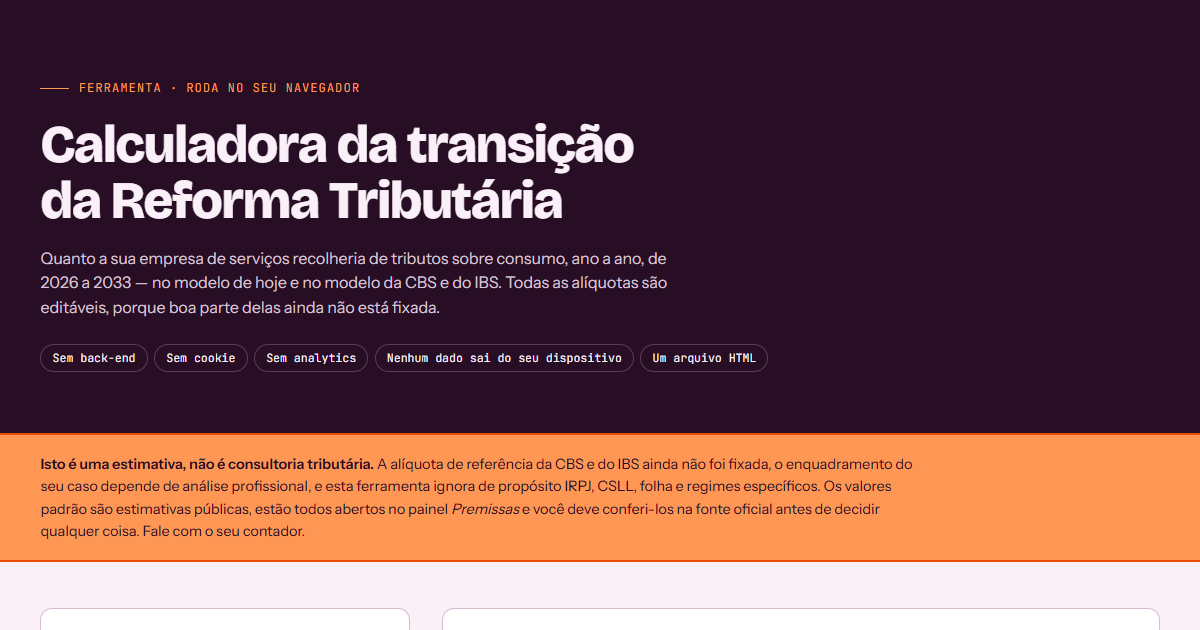 FERRAMENTA · RODA NO SEU NAVEGADOR
Calculadora da transição
da Reforma Tributária
Quanto a sua empresa de serviços recolheria de tributos sobre consumo, ano a ano, de
2026 a 2033 — no modelo de hoje e no modelo da CBS e do IBS. Todas as alíquotas são
editáveis, porque boa parte delas ainda não está fixada.
Sem back-end
Sem cookie
Sem analytics
Nenhum dado sai do seu dispositivo
Um arquivo HTML
Isto é uma estimativa, não é consultoria tributária. A alíquota de referência da CBS e do IBS ainda não foi fixada, o enquadramento do
seu caso depende de análise profissional, e esta ferramenta ignora de propósito IRPJ, CSLL, folha e regimes específicos. Os valores
padrão são estimativas públicas, estão todos abertos no painel Premissas e você deve conferi-los na fonte oficial antes de decidir
qualquer coisa. Fale com o seu contador.